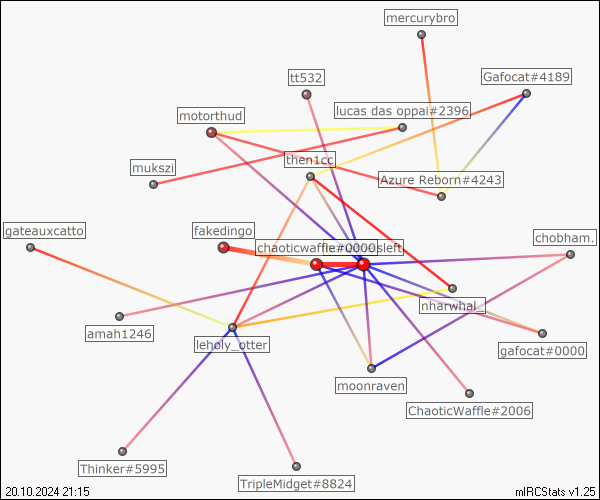 mercurybro
tt532
Gafocat#4189
motorthud
lucas das oppai#2396
then1cc
mukszi
Azure Reborn#4243
gateauxcatto
fakedingo
chaoticwaffle#0000
sleft
chobham.
nharwhal_
amah1246
leholy_otter
gafocat#0000
moonraven
ChaoticWaffle#2006
Thinker#5995
TripleMidget#8824
20.10.2024 21:15
mIRCStats v1.25